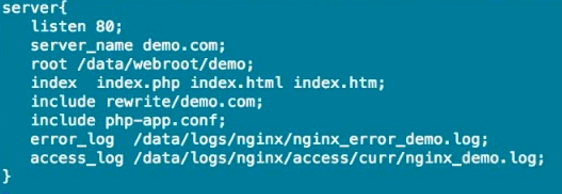 server{
listen 80;
server_name demo.com;
root /data/webroot/demo;
index  index.php index.html index.htm;
include rewrite/demo.com;
include php-app.conf;
error_log  /data/logs/nginx/nginx_error_demo.log;
access_log /data/logs/nginx/access/curr/nginx_demo.log;
}